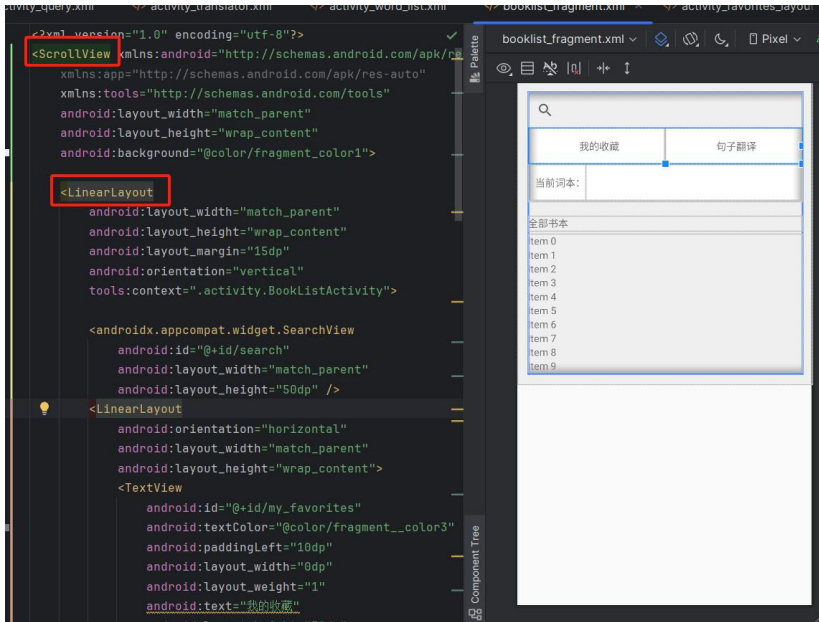 activity_translator.xml
activity_word_list.xml
booklist_fragment.xml
<?xml version="1.0" encoding="utf-8"?>
<ScrollView xmlns:android="http://schemas.android.com/apk/re
xmlns:app="http://schemas.android.com/apk/res-auto"
xmlns:tools="http://schemas.android.com/tools"
android:layout_width="match_parent"
android:layout_height="wrap_content"
android:background="@color/fragment_color1">
<LinearLayout
android:layout_width="match_parent"
android:layout_height="wrap_content"
android:layout_margin="15dp"
android:orientation="vertical"
tools:context=".activity.BookListActivity">
<androidx.appcompat.widget.SearchView
android:id="@+id/search"
android:layout_width="match_parent"
android:layout_height="50dp" />
<LinearLayout
android:orientation="horizontal"
android:layout_width="match_parent"
android:layout_height="wrap_content">
<TextView
android:id="@+id/my_favorites"
android:textColor="@color/fragment__color3"
android:paddingLeft="10dp"
android:layout_width="0dp"
android:layout_weight="1"
android:text="我的收藏"
Palette
Component Tree
booklist_fragment.xml
Pixel
我的收藏 句子翻译
当前词本:
全部书本
Item 0
Item 1
Item 2
Item 3
Item 4
Item 5
Item 6
Item 7
Item 8
Item 9